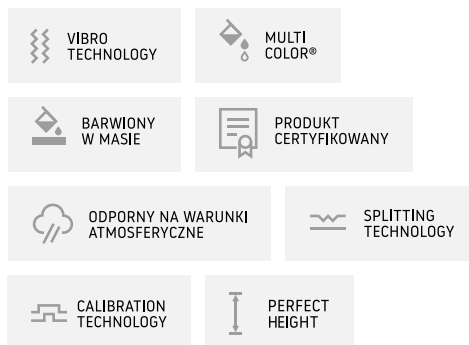 VIBRO
TECHNOLOGY
MULTI
COLOR®
BARWIONY
W MASIE
PRODUKT
CERTYFIKOWANY
ODPORNY NA WARUNKI
ATMOSFERYCZNE
SPLITTING
TECHNOLOGY
CALIBRATION
TECHNOLOGY
PERFECT
HEIGHT